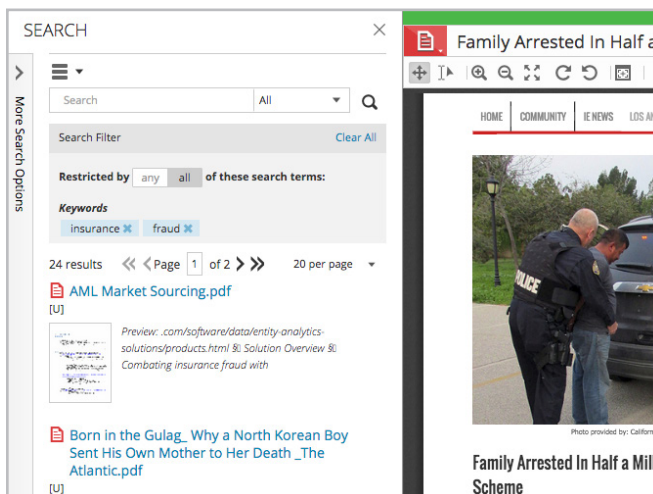 SEARCH
More Search Options
Search
All
Search Filter
Clear All
Restricted by any all of these search terms:
Keywords
insurance
fraud
24 results
Page 1 of 2
20 per page
AML Market Sourcing.pdf
[U]
Preview: .com/software/data/entity-analytics-
solutions/products.html § Solution Overview §
Combating insurance fraud with
Born in the Gulag_ Why a North Korean Boy
Sent His Own Mother to Her Death _The
Atlantic.pdf
[U]
Family Arrested In Half a
HOME
COMMUNITY
IE NEWS
LOS AN
POLICE
Photo provided by: Californ
Family Arrested In Half a Mil
Scheme